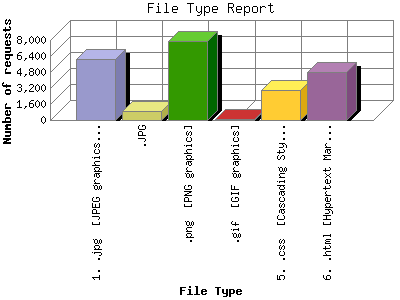 File Type Report
Number of requests
8,000
6,400
4,800
3,200
1,600
0
1. .jpg [JPEG graphics...
.JPG
.png [PNG graphics]
.gif [GIF graphics]
5. .css [Cascading Sty...
6. .html [Hypertext Mar...
File Type